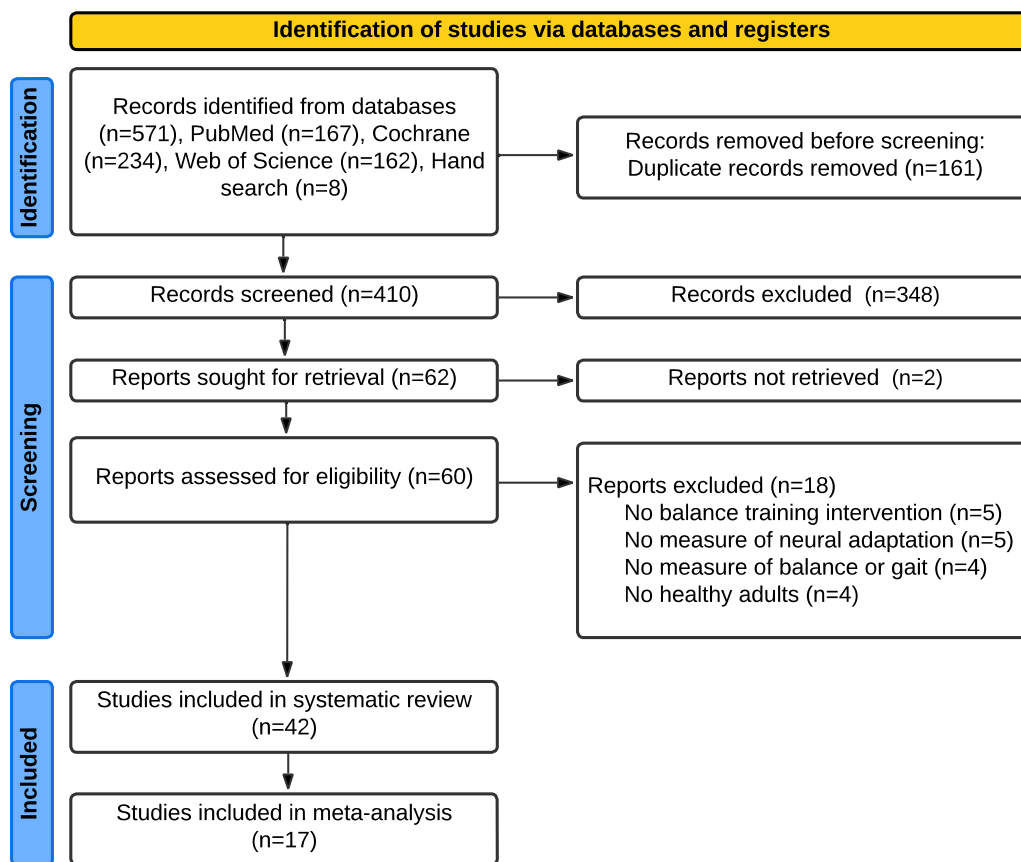 Identification of studies via databases and registers
Identification
Records identified from databases
(n=571), PubMed (n=167), Cochrane
(n=234), Web of Science (n=162), Hand
search (n=8)
Records removed before screening:
Duplicate records removed (n=161)
Screening
Records screened (n=410)
Records excluded (n=348)
Reports sought for retrieval (n=62)
Reports not retrieved (n=2)
Reports assessed for eligibility (n=60)
Reports excluded (n=18)
No balance training intervention (n=5)
No measure of neural adaptation (n=5)
No measure of balance or gait (n=4)
No healthy adults (n=4)
Included
Studies included in systematic review
(n=42)
Studies included in meta-analysis
(n=17)